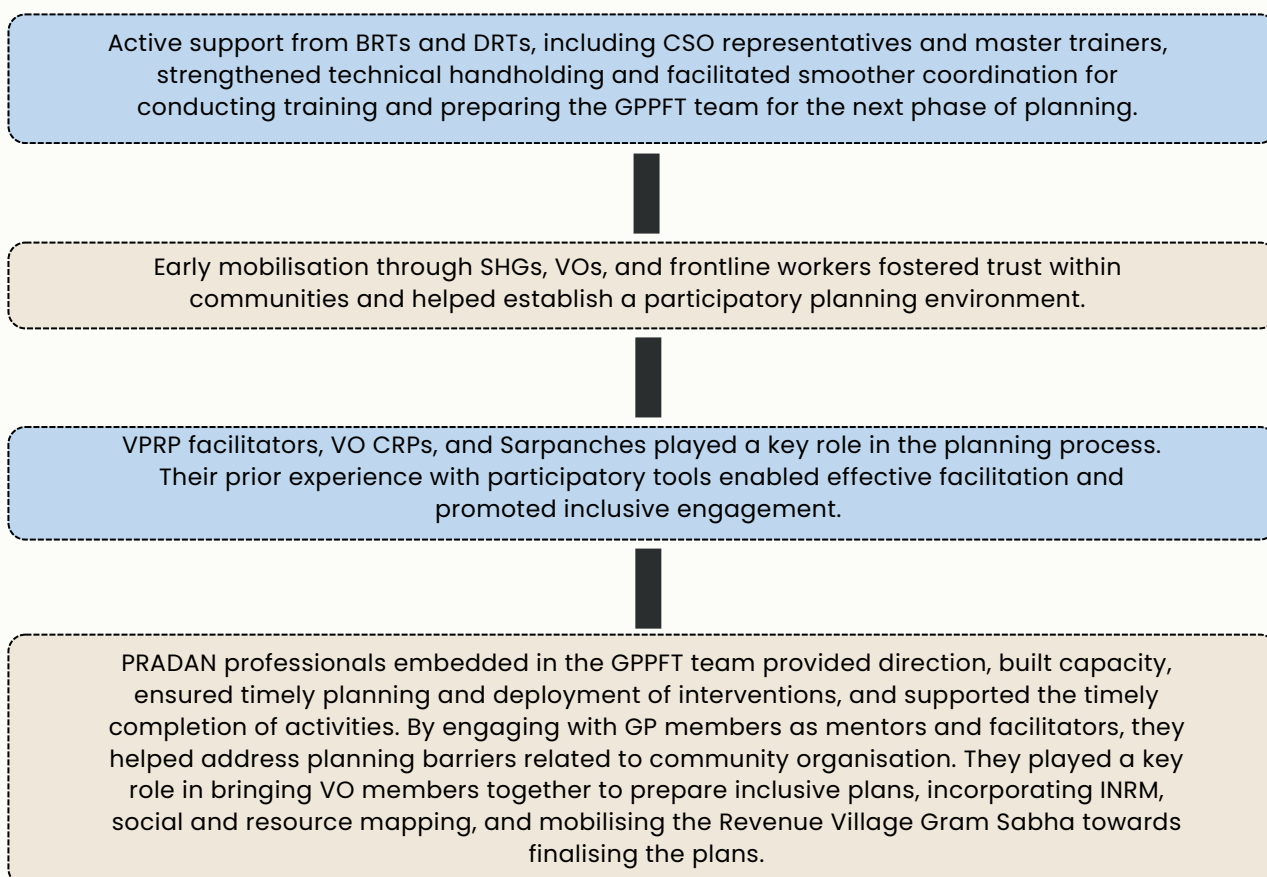 Active support from BRTs and DRTs, including CSO representatives and master trainers,
strengthened technical handholding and facilitated smoother coordination for
conducting training and preparing the GPPFT team for the next phase of planning.
Early mobilisation through SHGs, VOs, and frontline workers fostered trust within
communities and helped establish a participatory planning environment.
VPRP facilitators, VO CRPs, and Sarpanches played a key role in the planning process.
Their prior experience with participatory tools enabled effective facilitation and
promoted inclusive engagement.
PRADAN professionals embedded in the GPPFT team provided direction, built capacity,
ensured timely planning and deployment of interventions, and supported the timely
completion of activities. By engaging with GP members as mentors and facilitators, they
helped address planning barriers related to community organisation. They played a key
role in bringing VO members together to prepare inclusive plans, incorporating INRM,
social and resource mapping, and mobilising the Revenue Village Gram Sabha towards
finalising the plans.